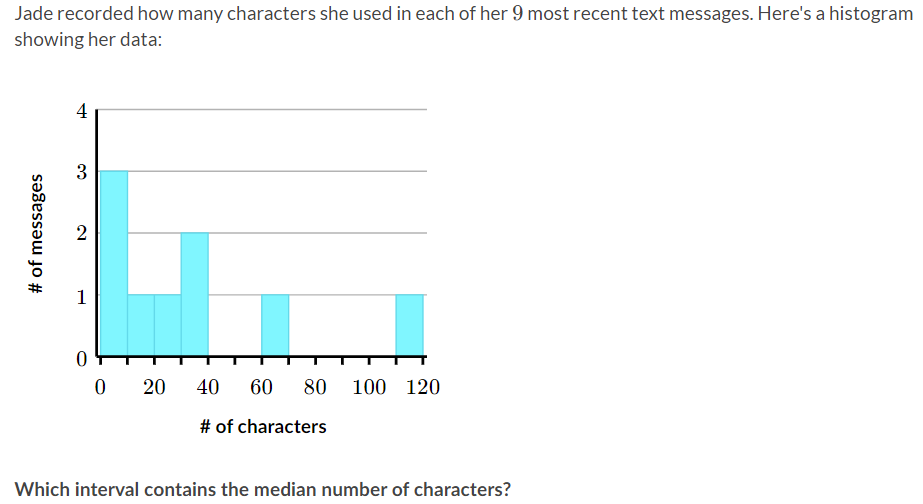 Jade recorded how many characters she used in each of her 9 most recent text messages. Here's a histogram
showing her data:
4
3
2
1
0
# of messages
0 20 40 60 80 100 120
# of characters
Which interval contains the median number of characters?